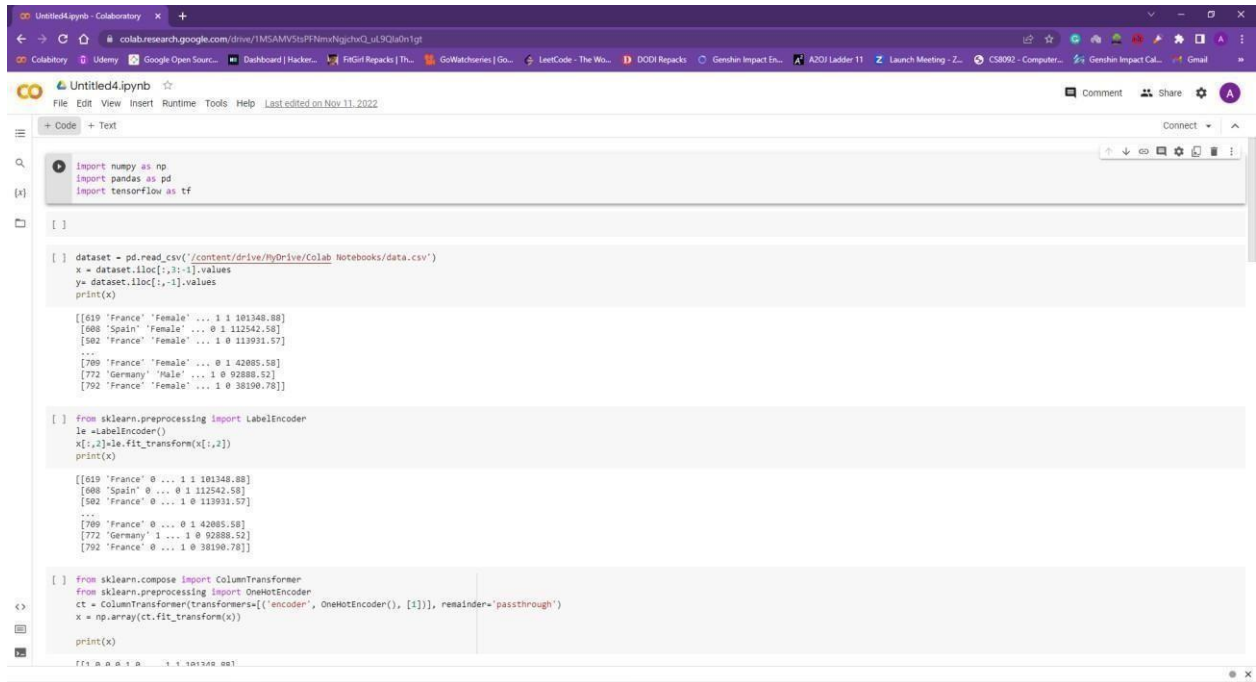 Untitled4.ipynb - Colaboratory
colab.research.google.com/drive/1MSAMV5tsPFNmxNgjchxQ_uL9Qla0n1gt
Colabitory Udemy Google Open Sourc... Dashboard | Hacker... FitGirl Repacks | Th... GoWatchseries | Go... LeetCode - The Wo... DODI Repacks Genshin Impact En... A2OJ Ladder 11 Launch Meeting - Z... CS8092 - Computer... Genshin Impact Cal... Gmail »
Untitled4.ipynb
File Edit View Insert Runtime Tools Help Last edited on Nov 11, 2022
Comment Share A
+ Code + Text Connect
import numpy as np
import pandas as pd
import tensorflow as tf
{x}
[ ]
[ ] dataset = pd.read_csv('/content/drive/MyDrive/Colab Notebooks/data.csv')
x = dataset.iloc[:,3:-1].values
y= dataset.iloc[:,-1].values
print(x)
[[619 'France' 'Female' ... 1 1 101348.88]
[608 'Spain' 'Female' ... 0 1 112542.58]
[502 'France' 'Female' ... 1 0 113931.57]
...
[709 'France' 'Female' ... 0 1 42085.58]
[772 'Germany' 'Male' ... 1 0 92888.52]
[792 'France' 'Female' ... 1 0 38190.78]]
[ ] from sklearn.preprocessing import LabelEncoder
le =LabelEncoder()
x[:,2]=le.fit_transform(x[:,2])
print(x)
[[619 'France' 0 ... 1 1 101348.88]
[608 'Spain' 0 ... 0 1 112542.58]
[502 'France' 0 ... 1 0 113931.57]
...
[709 'France' 0 ... 0 1 42085.58]
[772 'Germany' 1 ... 1 0 92888.52]
[792 'France' 0 ... 1 0 38190.78]]
[ ] from sklearn.compose import ColumnTransformer
from sklearn.preprocessing import OneHotEncoder
ct = ColumnTransformer(transformers=[('encoder', OneHotEncoder(), [1])], remainder='passthrough')
x = np.array(ct.fit_transform(x))
print(x)
[[1.0 0.0 1 0 ... 1 1 101348.88]